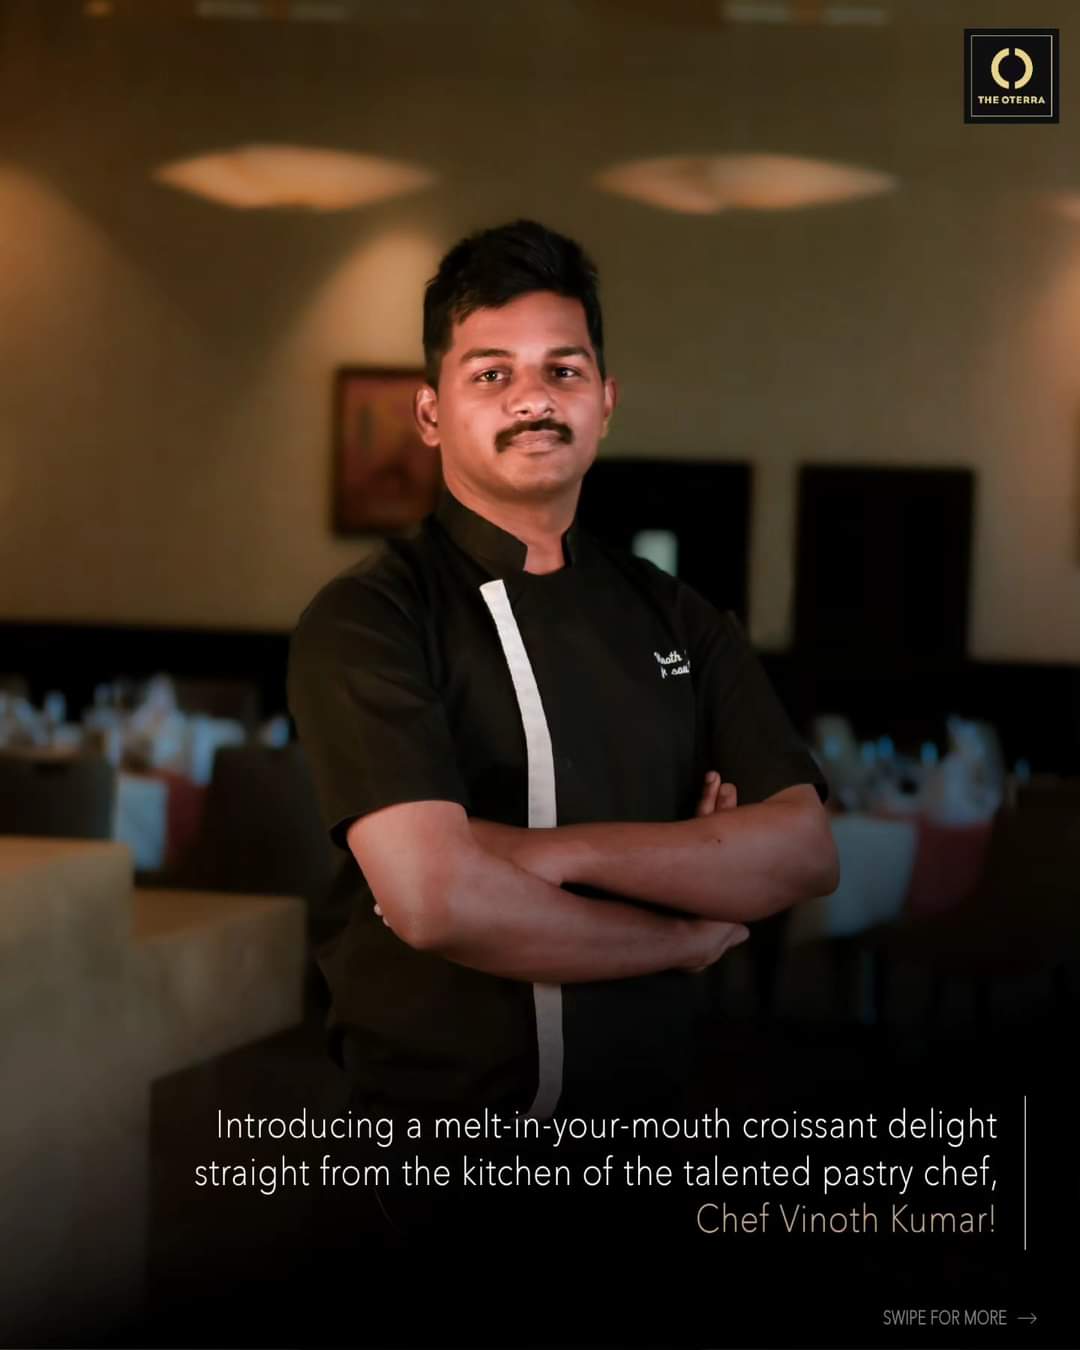 THE OTERRA
Introducing a melt-in-your-mouth croissant delight
straight from the kitchen of the talented pastry chef,
Chef Vinoth Kumar!
SWIPE FOR MORE →